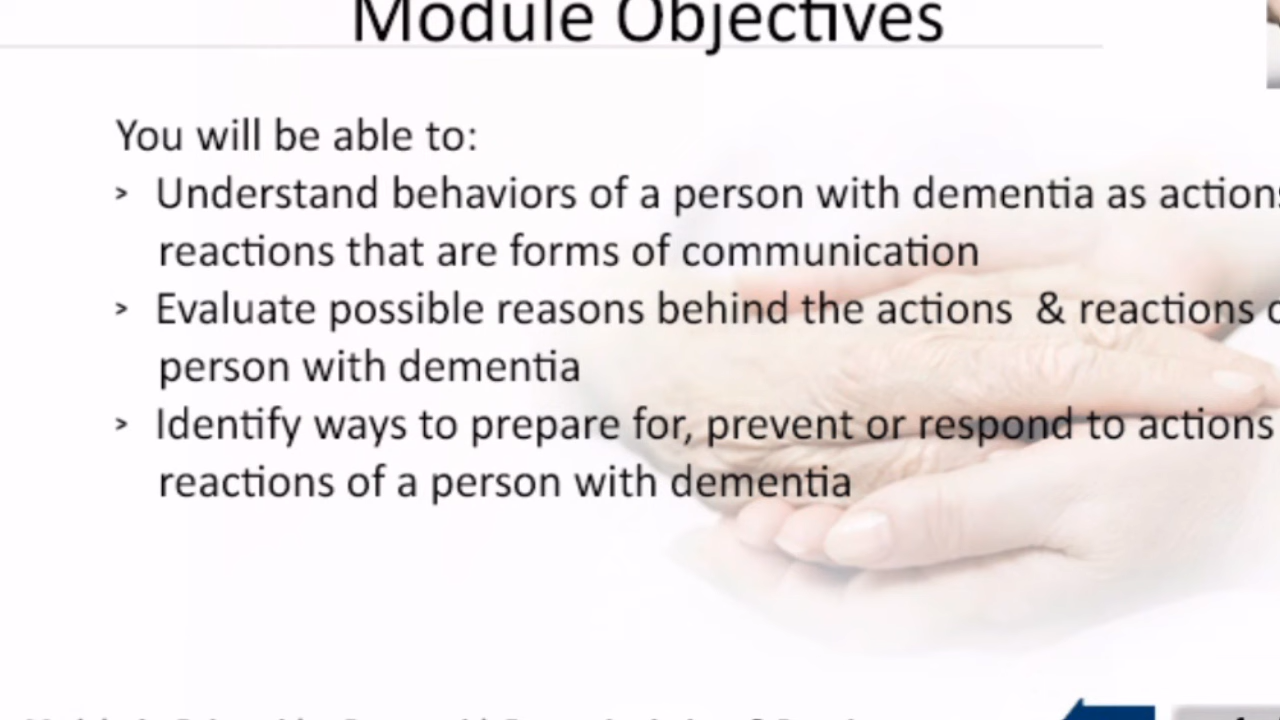 Module Objectives
You will be able to:
> Understand behaviors of a person with dementia as actions
reactions that are forms of communication
> Evaluate possible reasons behind the actions & reactions
person with dementia
> Identify ways to prepare for, prevent or respond to actions
reactions of a person with dementia